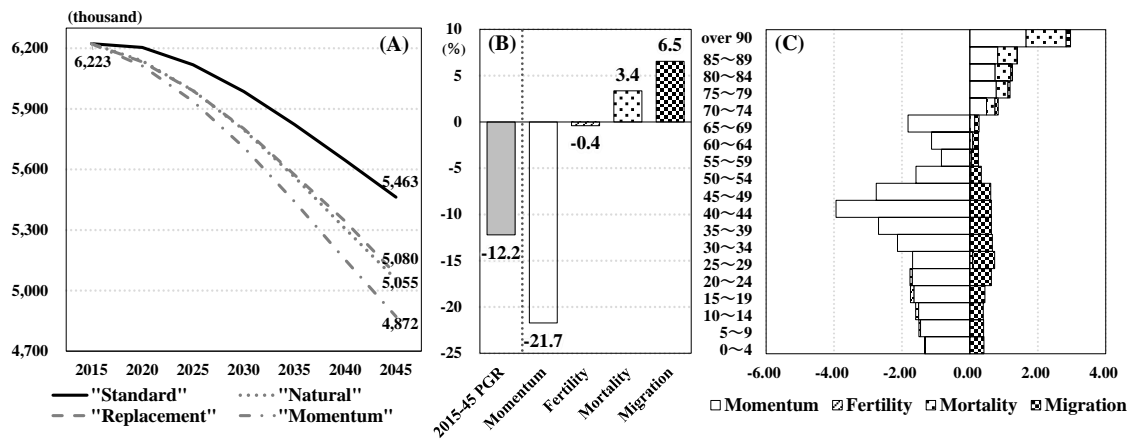 (thousand)
(A)
6,200
5,900
5,600
5,300
5,000
4,700
6,223
5,463
5,080
5,055
4,872
2015 2020 2025 2030 2035 2040 2045
"Standard" "Natural"
"Replacement" "Momentum"
(B)
10
(%)
5
0
-5
-10
-15
-20
-25
-12.2
-21.7
-0.4
3.4
6.5
2015-45 PGR
Momentum
Fertility
Mortality
Migration
(C)
over 90
85～89
80～84
75～79
70～74
65～69
60～64
55～59
50～54
45～49
40～44
35～39
30～34
25～29
20～24
15～19
10～14
5～9
0～4
-6.00 -4.00 -2.00 0.00 2.00 4.00
Momentum Fertility Mortality Migration